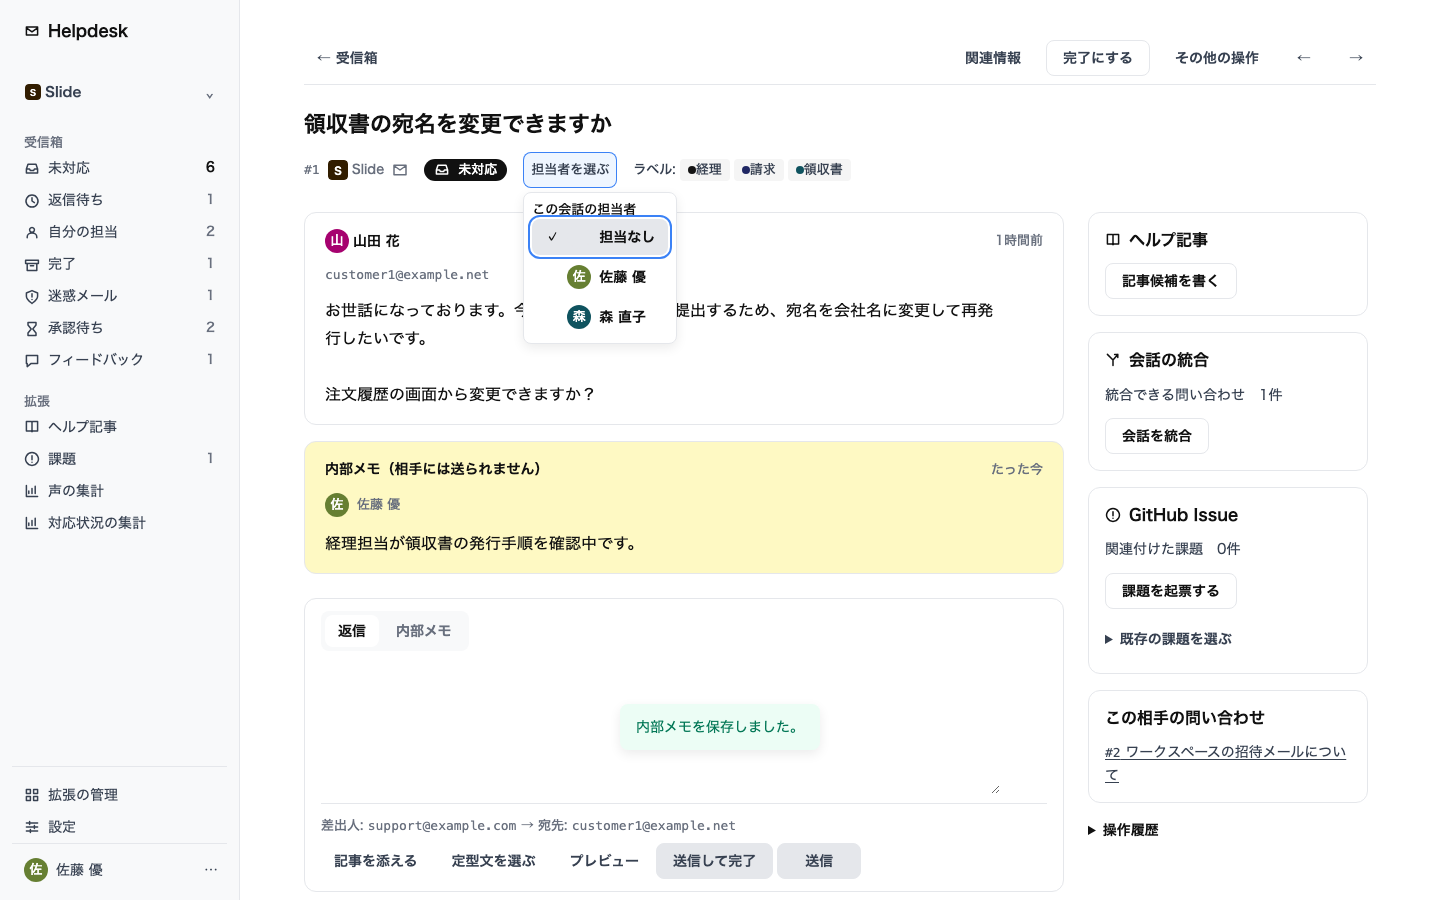 Helpdesk
S Slide
受信箱
未対応 6
返信待ち 1
自分の担当 2
完了 1
迷惑メール 1
承認待ち 2
フィードバック 1
拡張
ヘルプ記事
課題 1
声の集計
対応状況の集計
拡張の管理
設定
佐 佐藤 優 …
← 受信箱
関連情報 完了にする その他の操作 ← →
領収書の宛名を変更できますか
#1 S Slide 未対応 担当者を選ぶ ラベル: 経理 請求 領収書
この会話の担当者
✓ 担当なし
佐 佐藤 優
森 森 直子
山 山田 花 1時間前
customer1@example.net
お世話になっております。 提出するため、宛名を会社名に変更して再発
行したいです。
注文履歴の画面から変更できますか？
内部メモ（相手には送られません） たった今
佐 佐藤 優
経理担当が領収書の発行手順を確認中です。
返信 内部メモ
内部メモを保存しました。
差出人: support@example.com → 宛先: customer1@example.net
記事を添える 定型文を選ぶ プレビュー 送信して完了 送信
ヘルプ記事
記事候補を書く
会話の統合
統合できる問い合わせ 1件
会話を統合
GitHub Issue
関連付けた課題 0件
課題を起票する
▶ 既存の課題を選ぶ
この相手の問い合わせ
#2 ワークスペースの招待メールについ
て
▶ 操作履歴